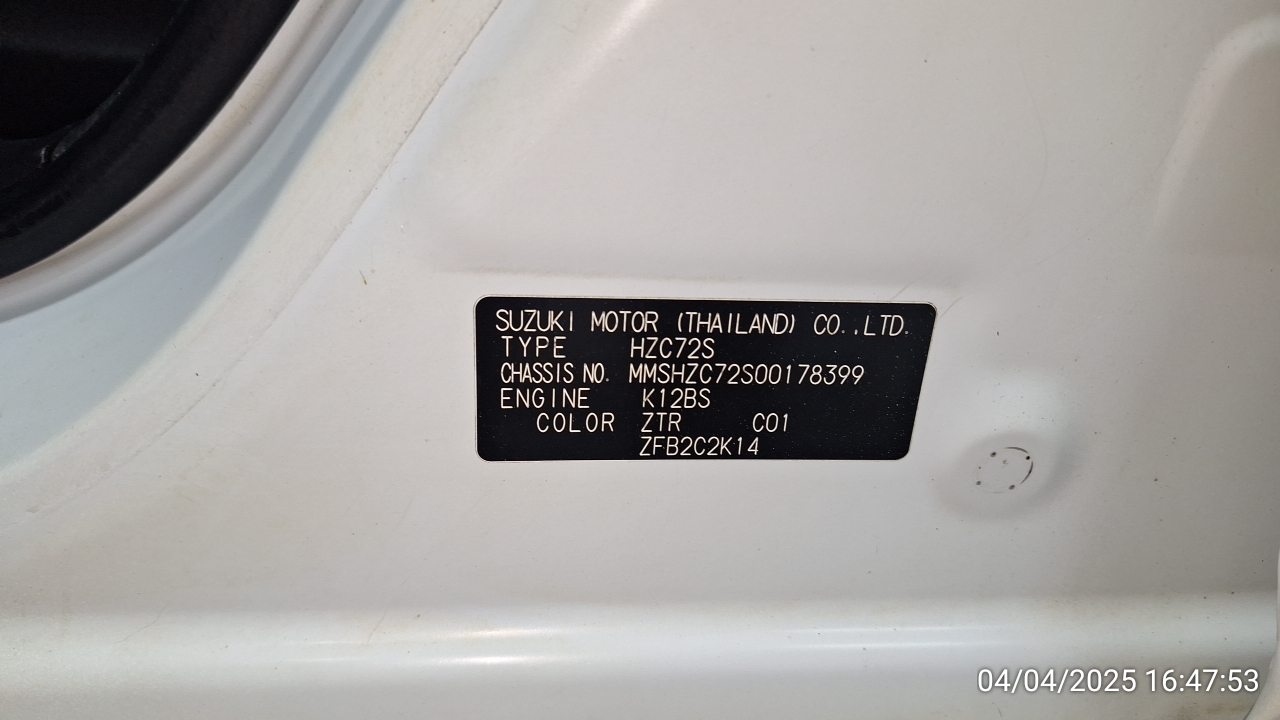 SUZUKI MOTOR (THAILAND) CO.,LTD.
TYPE HZC72S
CHASSIS NO. MMSHZC72S00178399
ENGINE K12BS
COLOR ZTR C01
ZFB2C2K14
04/04/2025 16:47:53